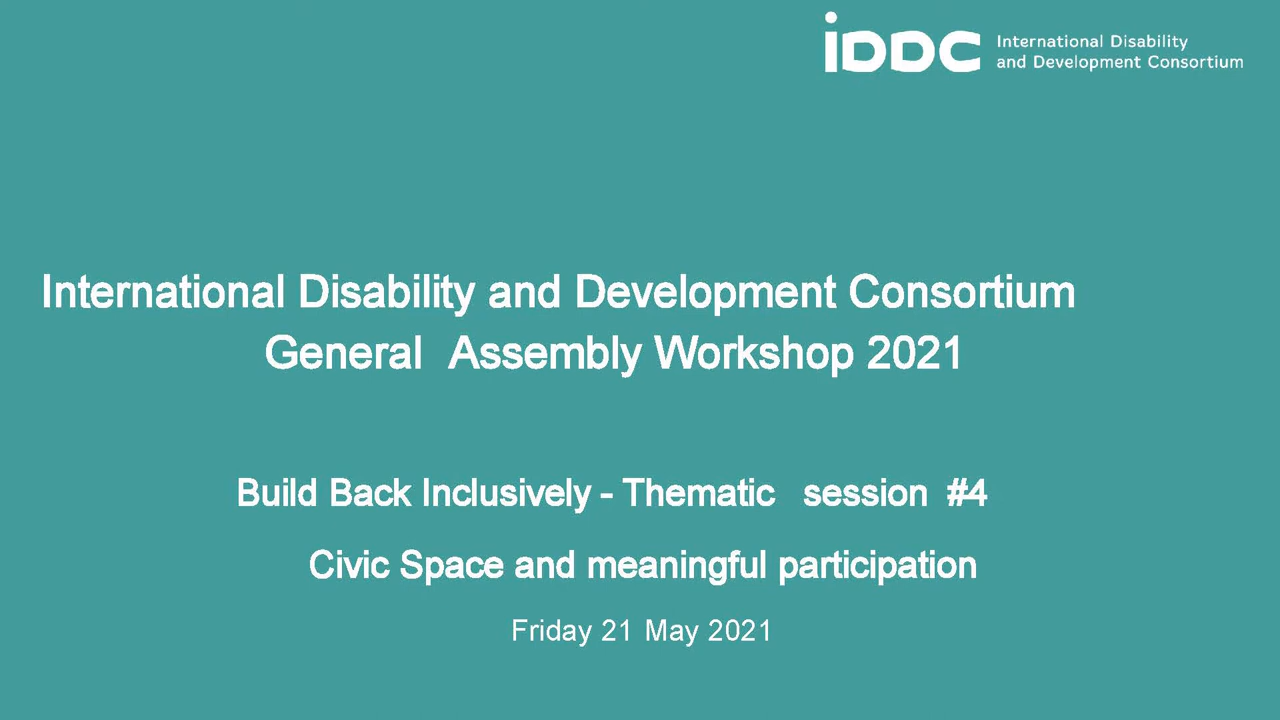 iDDC
International Disability
and Development Consortium
International Disability and Development Consortium
General Assembly Workshop 2021
Build Back Inclusively - Thematic session #4
Civic Space and meaningful participation
Friday 21 May 2021